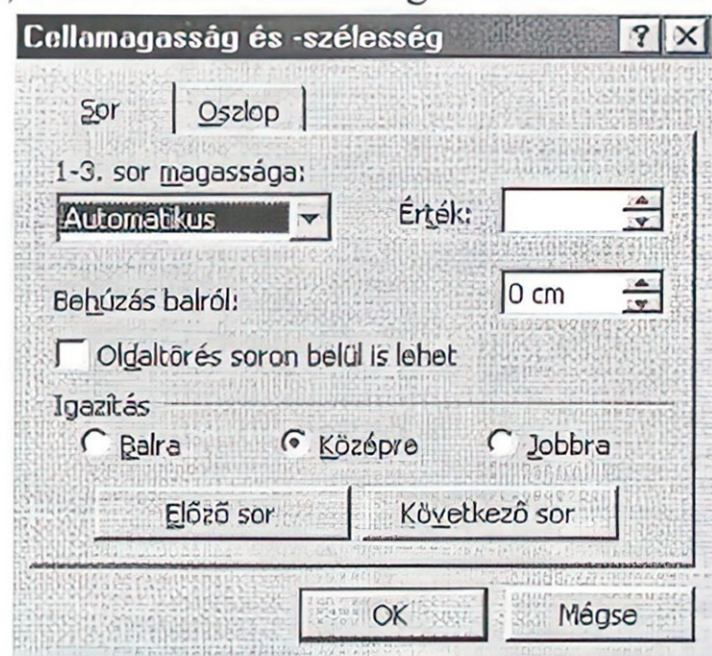 Cellamagasság és -szélesség
Sor Oszlop
1-3. sor magassága:
Automatikus Érték:
Behúzás balról: 0 cm
Oldaltörés soron belül is lehet
Igazítás
Balra Középre Jobbra
Előző sor Következő sor
OK Mégse